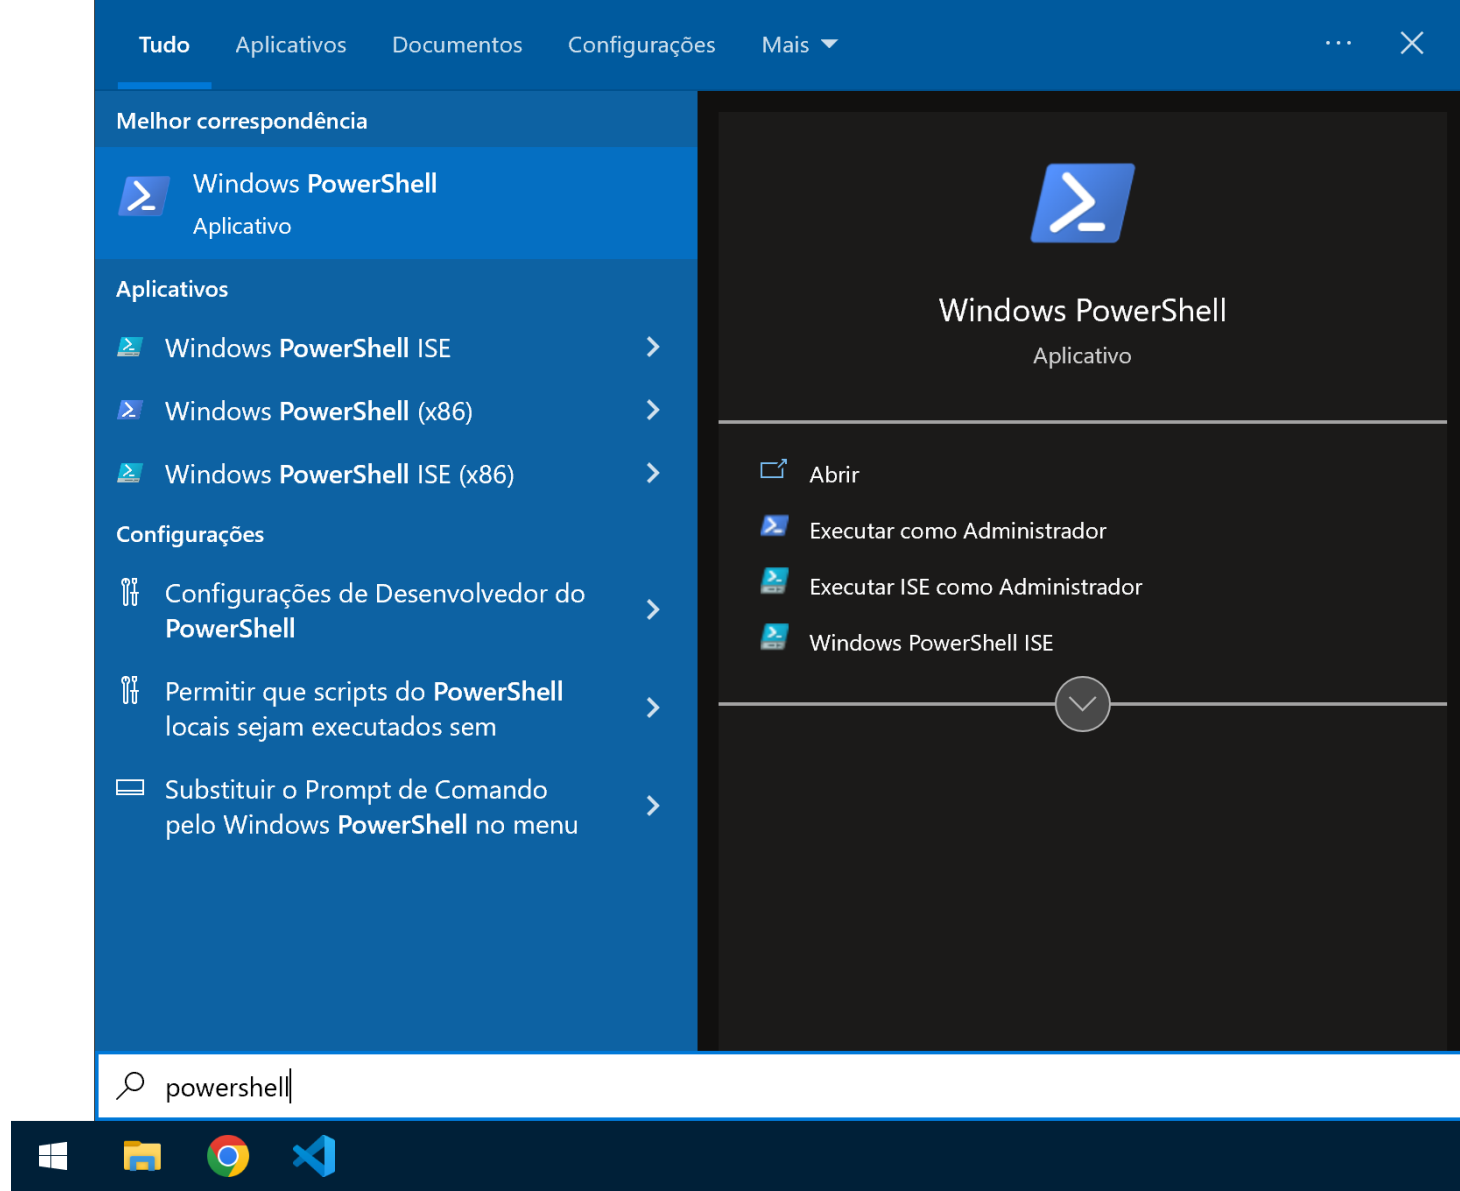 Tudo Aplicativos Documentos Configurações Mais
Melhor correspondência
Windows PowerShell
Aplicativo
Aplicativos
Windows PowerShell ISE
Windows PowerShell (x86)
Windows PowerShell ISE (x86)
Configurações
Configurações de Desenvolvedor do
PowerShell
Permitir que scripts do PowerShell
locais sejam executados sem
Substituir o Prompt de Comando
pelo Windows PowerShell no menu
Windows PowerShell
Aplicativo
Abrir
Executar como Administrador
Executar ISE como Administrador
Windows PowerShell ISE
powershell